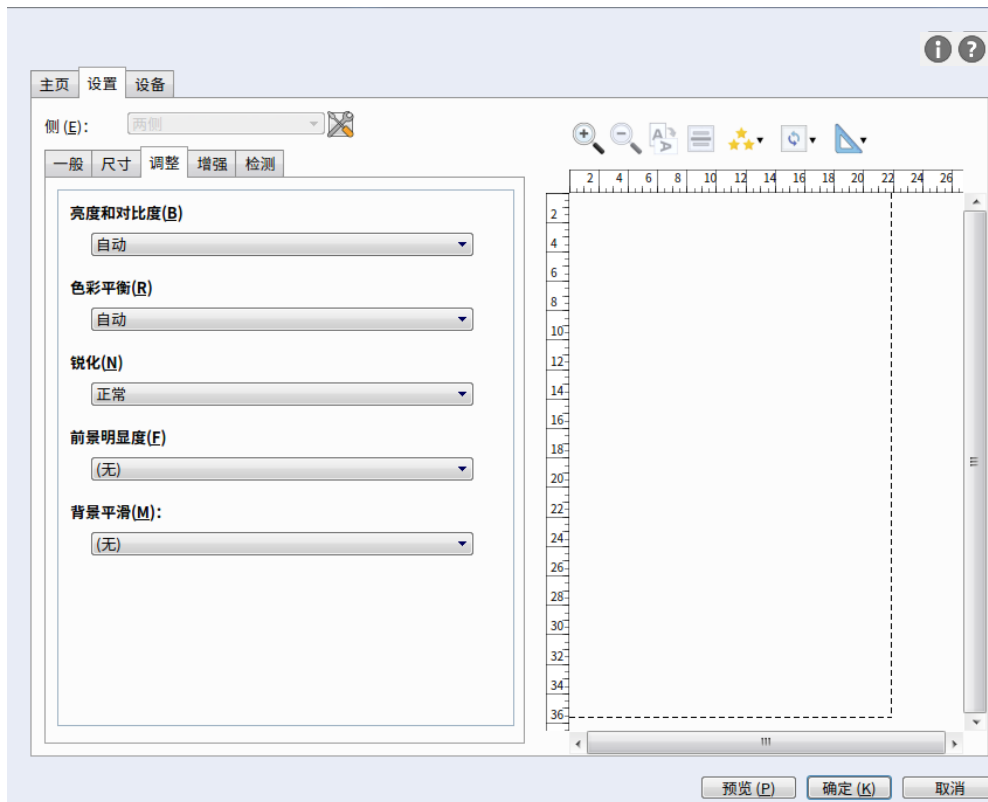 主页 设置 设备
侧 (E): 两侧
一般 尺寸 调整 增强 检测
亮度和对比度(B)
自动
色彩平衡(R)
自动
锐化(N)
正常
前景明显度(F)
(无)
背景平滑(M):
(无)
2 4 6 8 10 12 14 16 18 20 22 24 26
2
4
6
8
10
12
14
16
18
20
22
24
26
28
30
32
34
36
预览 (P) 确定 (K) 取消